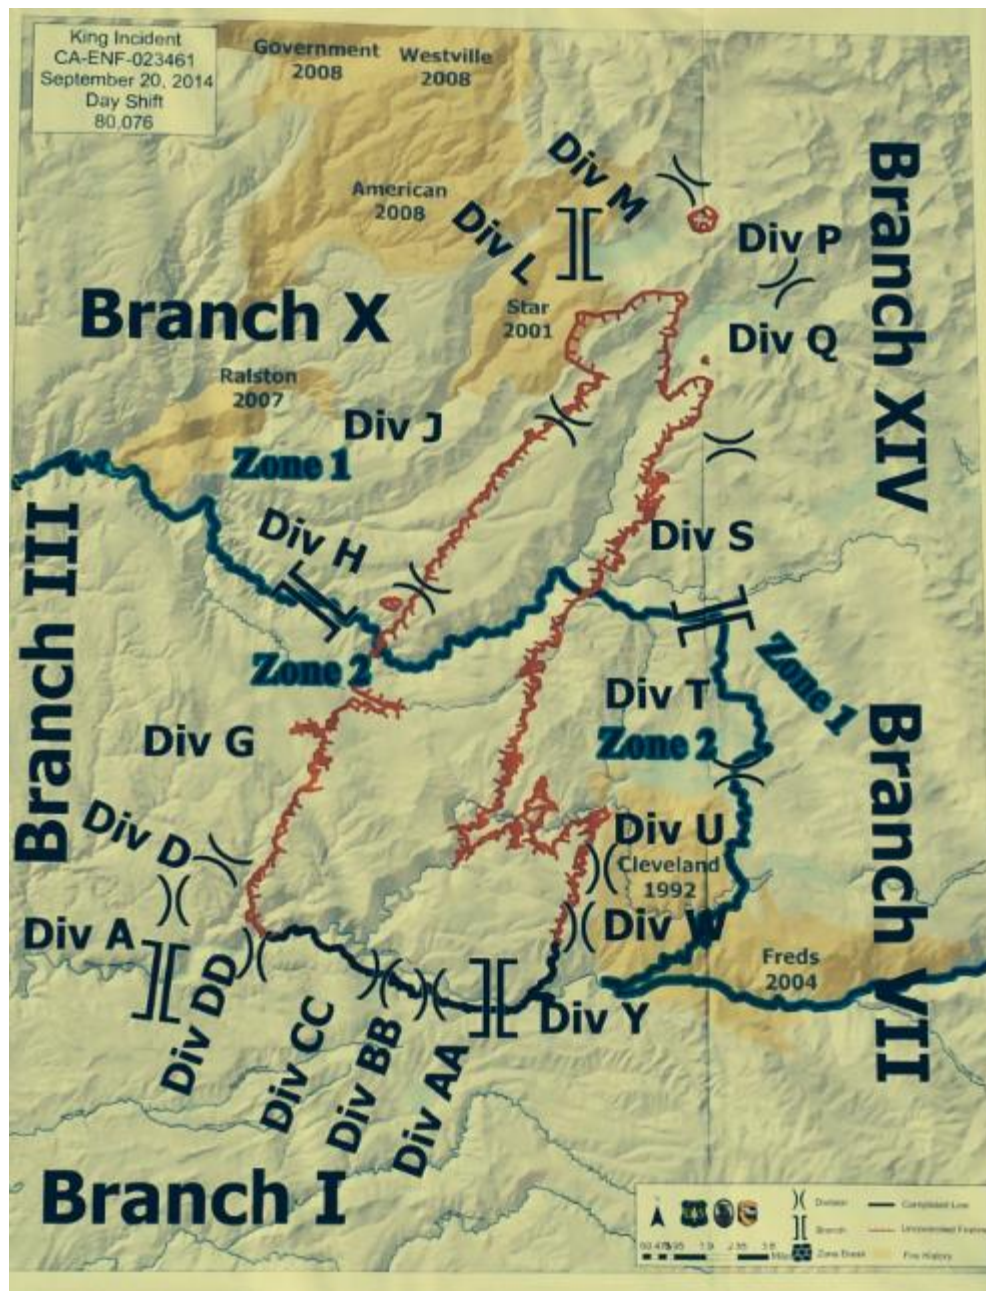 King Incident
CA-ENF-023461
September 20, 2014
Day Shift
80,076
Government
2008
Westville
2008
American
2008
Div M
Div L
Div P
Branch XIV
Star
2001
Div Q
Branch X
Ralston
2007
Div J
Zone 1
Div H
Div S
Branch III
Zone 2
Div T
Zone 1
Zone 2
Div G
Branch VII
Div D
Div U
Cleveland
1992
Div A
Div W
Freds
2004
Div DD
Div CC
Div BB
Div AA
Div Y
Branch I
Division
Completed Line
Branch
Zone Break
Fire History
Miles